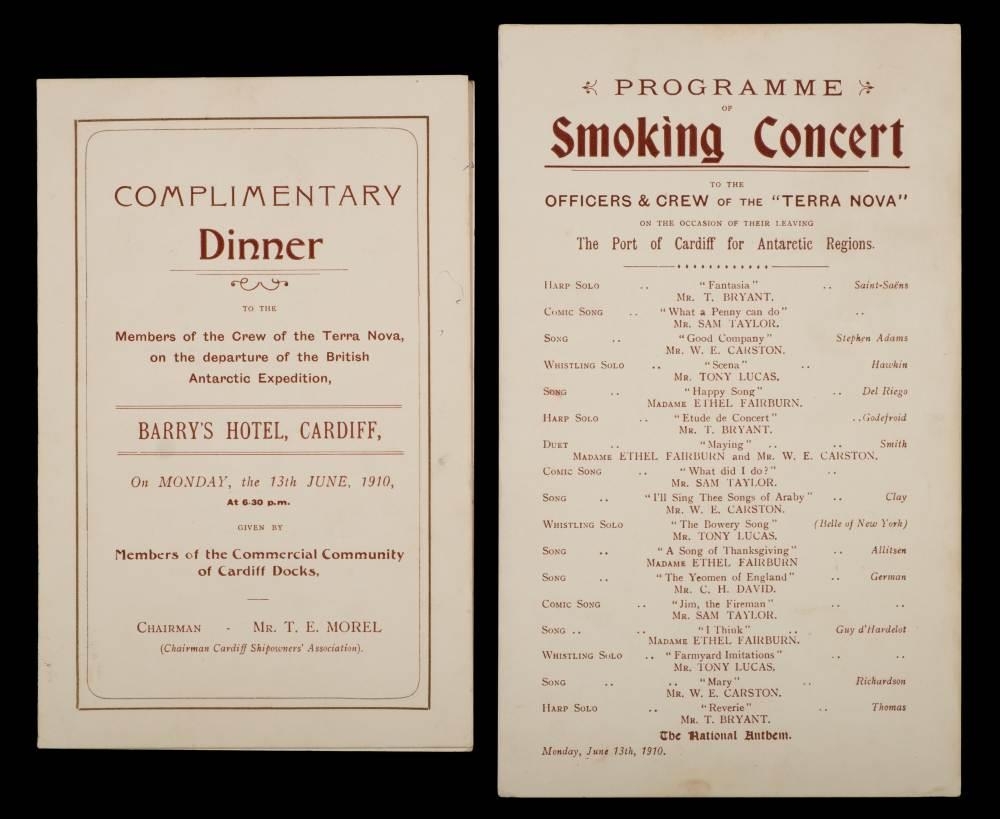 COMPLIMENTARY
Dinner
TO THE
Members of the Crew of the Terra Nova,
on the departure of the British
Antarctic Expedition,
BARRY'S HOTEL, CARDIFF,
On MONDAY, the 13th JUNE, 1910,
At 6-30 p.m.
GIVEN BY
Members of the Commercial Community
of Cardiff Docks,
CHAIRMAN - MR. T. E. MOREL
(Chairman Cardiff Shipowners' Association).
PROGRAMME
OF
Smoking Concert
TO THE
OFFICERS & CREW OF THE "TERRA NOVA"
ON THE OCCASION OF THEIR LEAVING
The Port of Cardiff for Antarctic Regions.
HARP SOLO .. "Fantasia" .. Saint-Saëns
MR. T. BRYANT.
COMIC SONG .. "What a Penny can do" ..
MR. SAM TAYLOR.
SONG .. "Good Company" Stephen Adams
MR. W. E. CARSTON.
WHISTLING SOLO .. "Scena" .. Hawkin
MR. TONY LUCAS.
SONG .. "Happy Song" .. Del Riego
MADAME ETHEL FAIRBURN.
HARP SOLO .. "Etude de Concert" .. Godefroid
MR. T. BRYANT.
DUET .. "Maying" .. .. Smith
MADAME ETHEL FAIRBURN and MR. W. E. CARSTON.
COMIC SONG .. "What did I do?" ..
MR. SAM TAYLOR.
SONG .. "I'll Sing Thee Songs of Araby" .. Clay
MR. W. E. CARSTON.
WHISTLING SOLO "The Bowery Song" (Belle of New York)
MR. TONY LUCAS.
SONG .. "A Song of Thanksgiving" .. Allitsen
MADAME ETHEL FAIRBURN
SONG .. "The Yeomen of England" .. German
MR. C. H. DAVID.
COMIC SONG .. "Jim, the Fireman" .. ..
MR. SAM TAYLOR.
SONG .. .. "I Think" .. Guy d'Hardelot
MADAME ETHEL FAIRBURN.
WHISTLING SOLO .. "Farmyard Imitations" .. ..
MR. TONY LUCAS.
SONG .. .. "Mary" .. Richardson
MR. W. E. CARSTON.
HARP SOLO .. "Reverie" .. Thomas
MR. T. BRYANT.
The National Anthem.
Monday, June 13th, 1910.